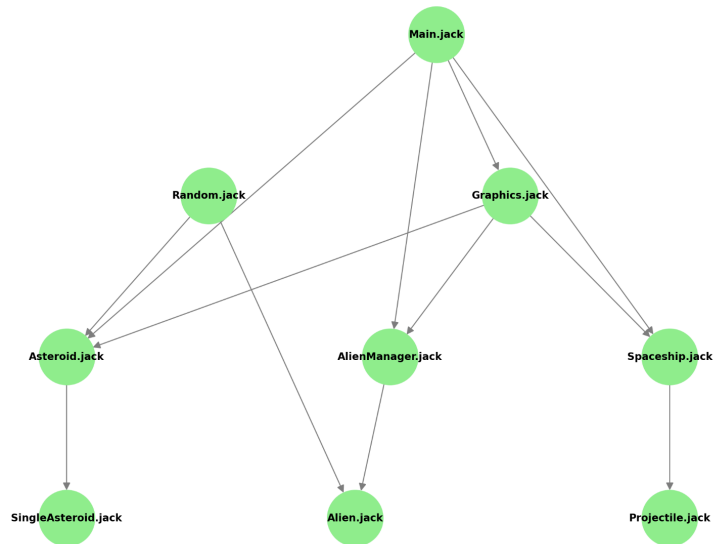 Main.jack
Random.jack
Graphics.jack
Asteroid.jack
AlienManager.jack
Spaceship.jack
SingleAsteroid.jack
Alien.jack
Projectile.jack